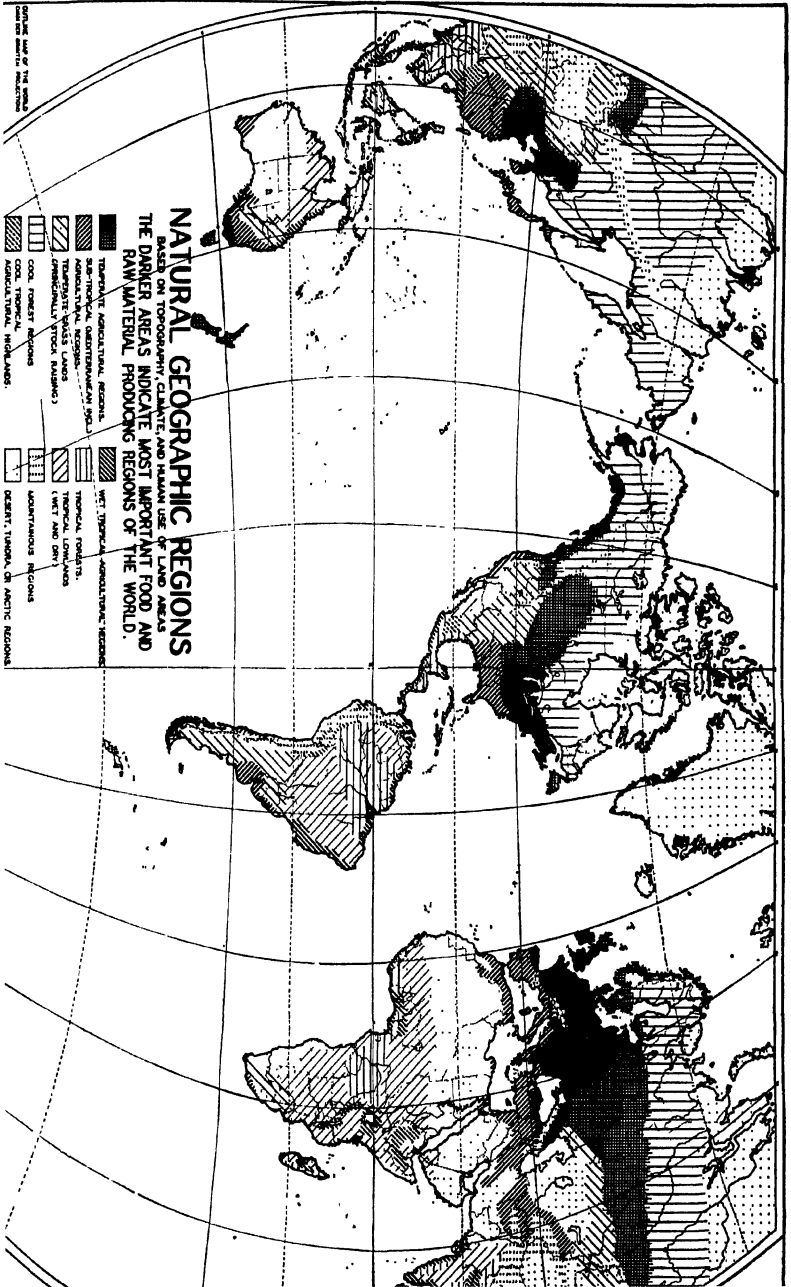 NATURAL GEOGRAPHIC REGIONS
BASED ON TOPOGRAPHY, CLIMATE, AND HUMAN USE OF LAND AREAS
THE DARKER AREAS INDICATE MOST IMPORTANT FOOD AND
RAW MATERIAL PRODUCING REGIONS OF THE WORLD.
TEMPERATE AGRICULTURAL REGIONS.
SUB-TROPICAL (MEDITERRANEAN INCL.)
AGRICULTURAL REGIONS.
TEMPERATE GRASS LANDS
(PRINCIPALLY STOCK RAISING)
COOL FOREST REGIONS
COOL TROPICAL
AGRICULTURAL HIGHLANDS.
WET TROPICAL AGRICULTURAL REGIONS.
TROPICAL FORESTS.
TROPICAL LOWLANDS
(WET AND DRY)
MOUNTAINOUS REGIONS
DESERT, TUNDRA, OR ARCTIC REGIONS.
OUTLINE MAP OF THE WORLD
PROJECTION)